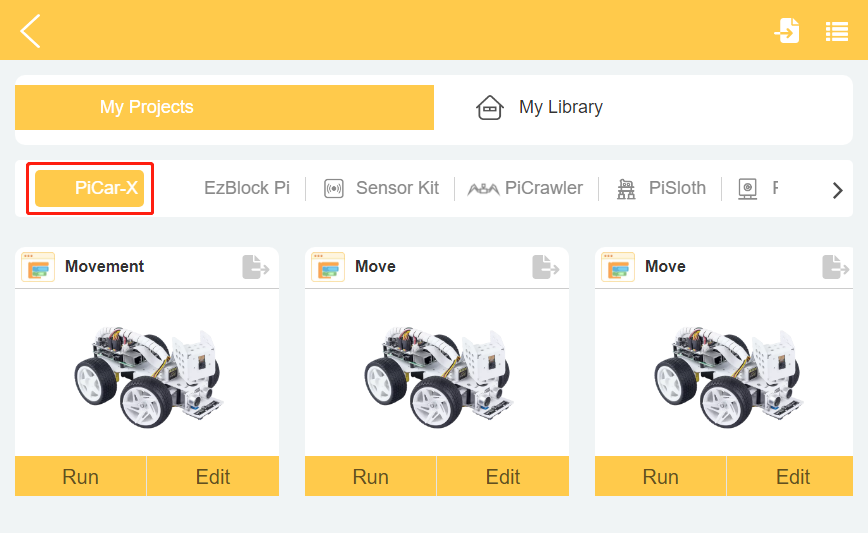 My Projects
My Library
PiCar-X
EzBlock Pi
Sensor Kit
PiCrawler
PiSloth
Movement
Move
Move
Run
Edit
Run
Edit
Run
Edit